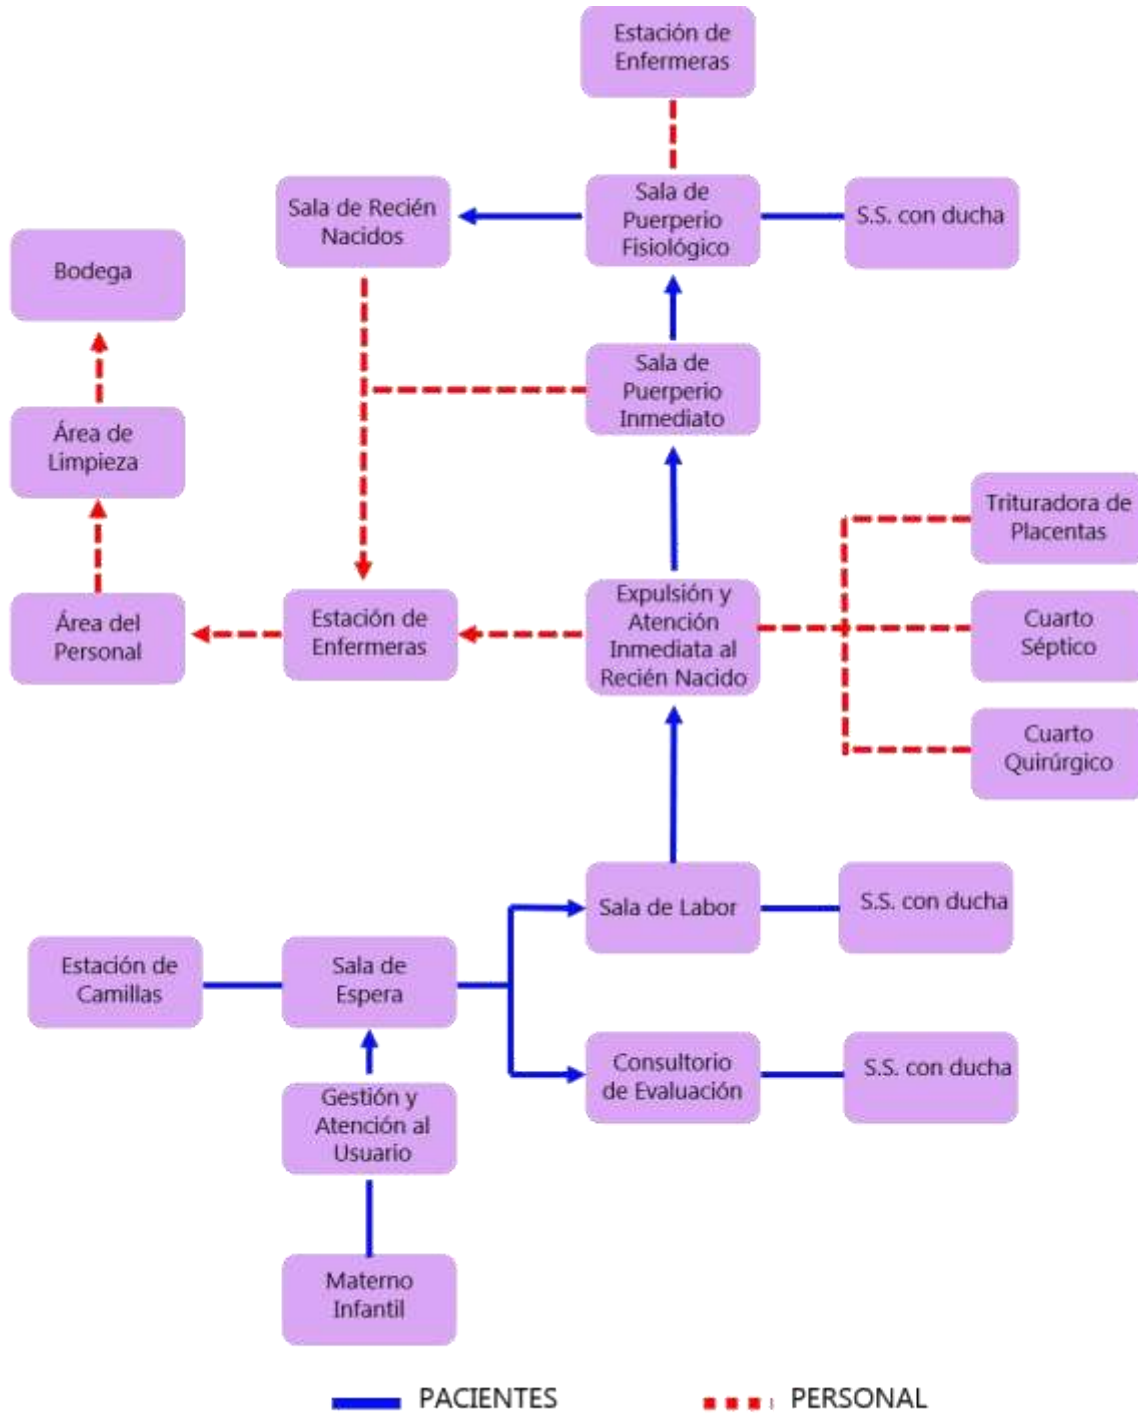 Estación de
Enfermeras
Sala de Recién
Nacidos
Sala de
Puerperio
Fisiológico
S.S. con ducha
Bodega
Sala de
Puerperio
Inmediato
Área de
Limpieza
Trituradora de
Placentas
Área del
Personal
Estación de
Enfermeras
Expulsión y
Atención
Inmediata al
Recién Nacido
Cuarto
Séptico
Cuarto
Quirúrgico
Sala de Labor
S.S. con ducha
Estación de
Camillas
Sala de
Espera
Consultorio
de Evaluación
S.S. con ducha
Gestión y
Atención al
Usuario
Materno
Infantil
PACIENTES
PERSONAL